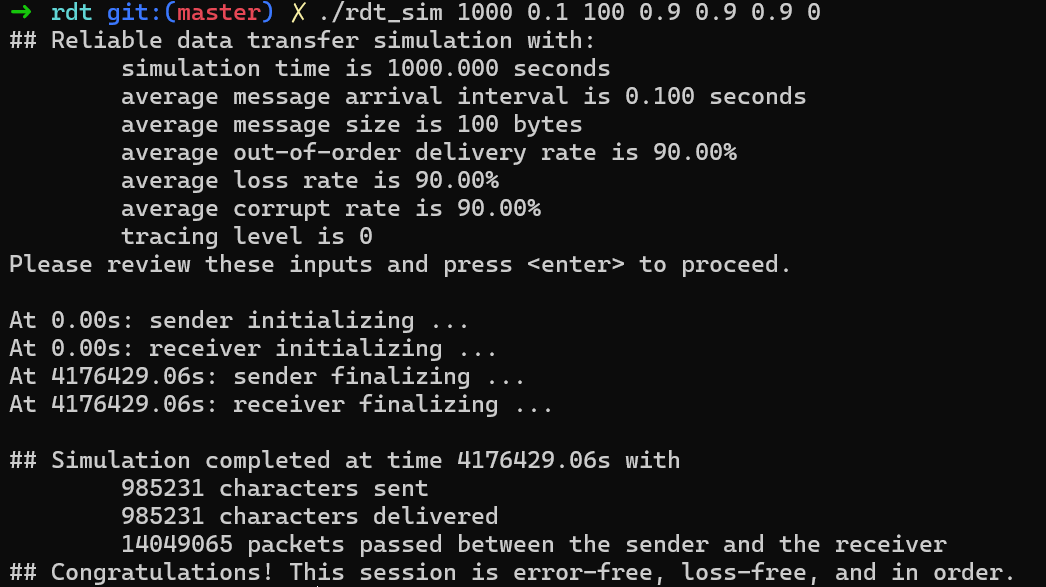 → rdt git:(master) ✗ ./rdt_sim 1000 0.1 100 0.9 0.9 0.9 0
## Reliable data transfer simulation with:
simulation time is 1000.000 seconds
average message arrival interval is 0.100 seconds
average message size is 100 bytes
average out-of-order delivery rate is 90.00%
average loss rate is 90.00%
average corrupt rate is 90.00%
tracing level is 0
Please review these inputs and press <enter> to proceed.
At 0.00s: sender initializing ...
At 0.00s: receiver initializing ...
At 4176429.06s: sender finalizing ...
At 4176429.06s: receiver finalizing ...
## Simulation completed at time 4176429.06s with
985231 characters sent
985231 characters delivered
14049065 packets passed between the sender and the receiver
## Congratulations! This session is error-free, loss-free, and in order.